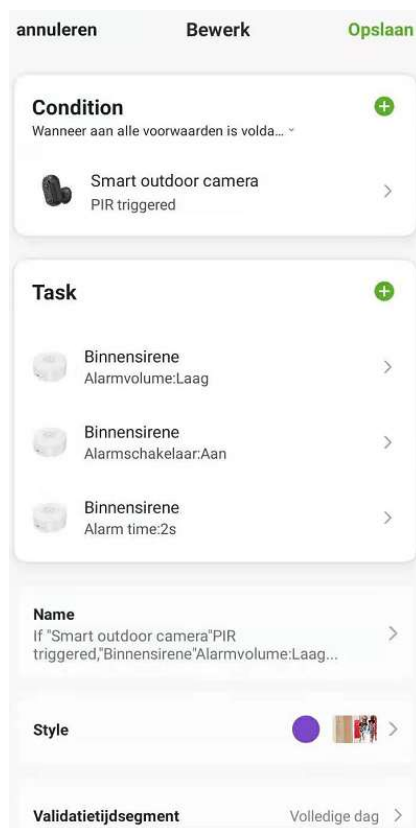 annuleren Bewerk Opslaan
Condition
Wanneer aan alle voorwaarden is volda...
Smart outdoor camera
PIR triggered
Task
Binnensirene
Alarmvolume:Laag
Binnensirene
Alarmschakelaar:Aan
Binnensirene
Alarm time:2s
Name
If "Smart outdoor camera"PIR
triggered,"Binnensirene"Alarmvolume:Laag...
Style
Validatietijdsegment Volledige dag